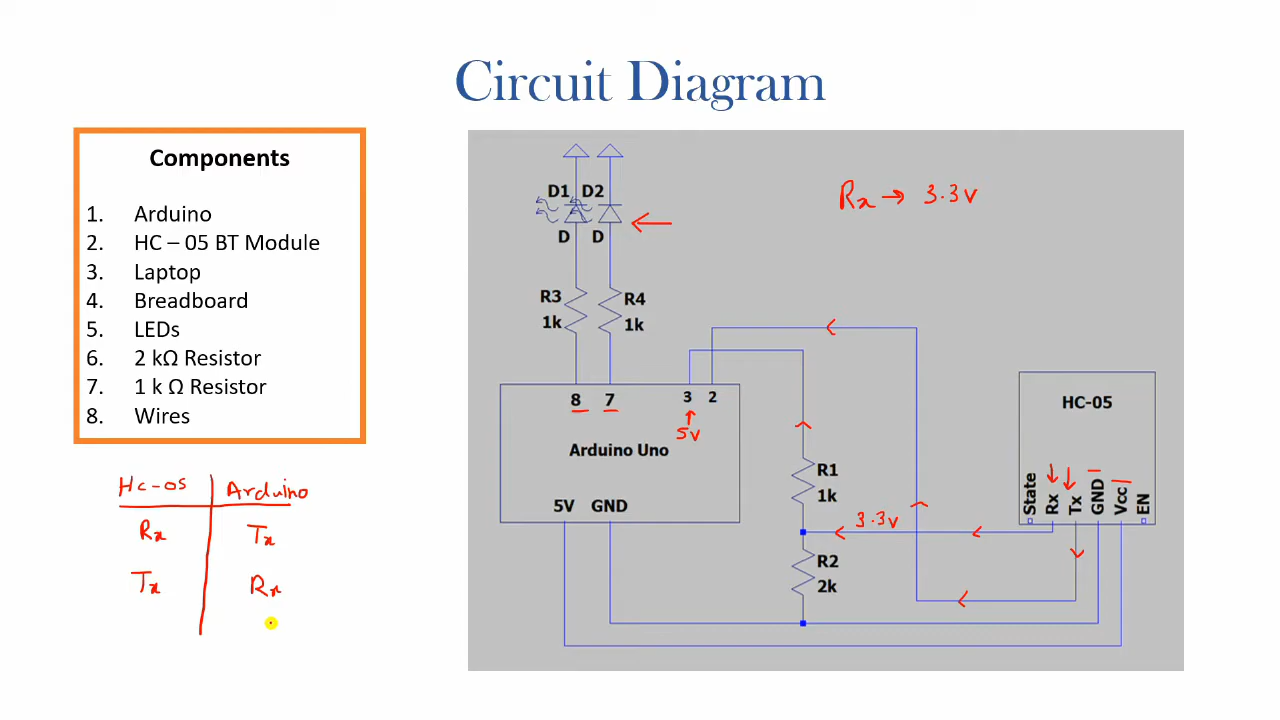 Circuit Diagram
Components
1. Arduino
2. HC – 05 BT Module
3. Laptop
4. Breadboard
5. LEDs
6. 2 kΩ Resistor
7. 1 k Ω Resistor
8. Wires
Hc-05 Arduino
Rx Tx
Tx Rx
Rx → 3.3v
D1 D2
D D
R3 R4
1k 1k
8 7 3 2
5v
Arduino Uno
5V GND
R1
1k
3.3v
R2
2k
HC-05
State Rx Tx GND Vcc EN